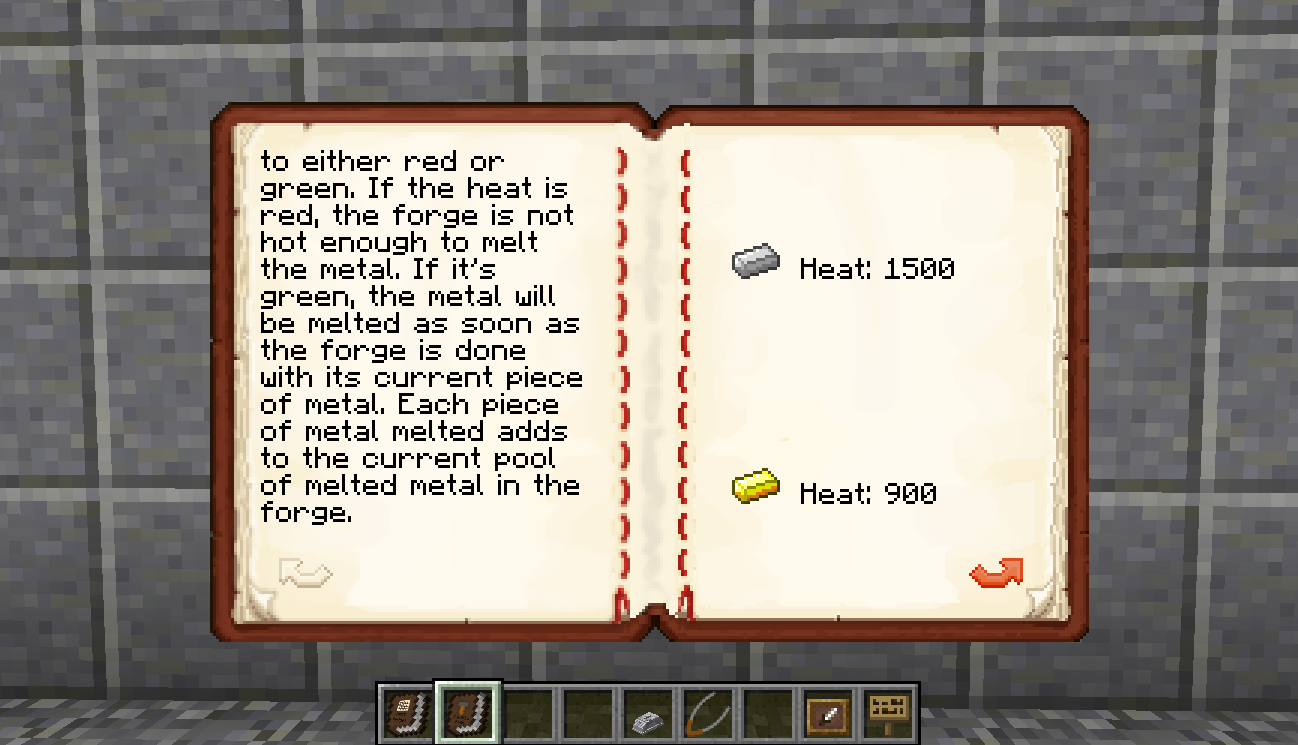 to either red or
green. If the heat is
red, the forge is not
hot enough to melt
the metal. If it's
green, the metal will
be melted as soon as
the forge is done
with its current piece
of metal. Each piece
of metal melted adds
to the current pool
of melted metal in the
forge.
Heat: 1500
Heat: 900